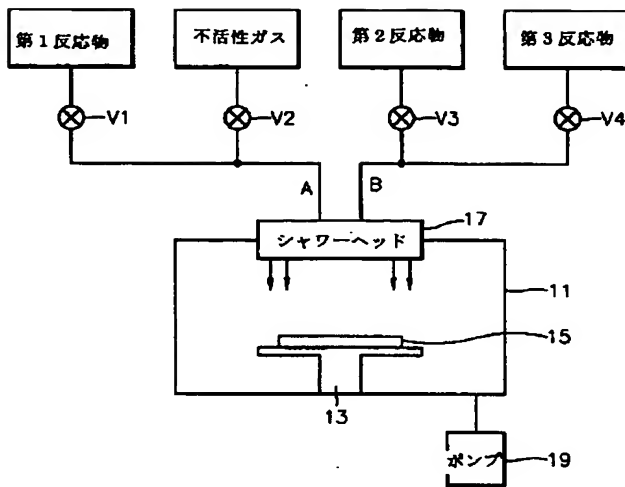 第1反応物
不活性ガス
第2反応物
第3反応物
V1
V2
V3
V4
A
B
17
シャワーヘッド
11
15
13
ポンプ
19